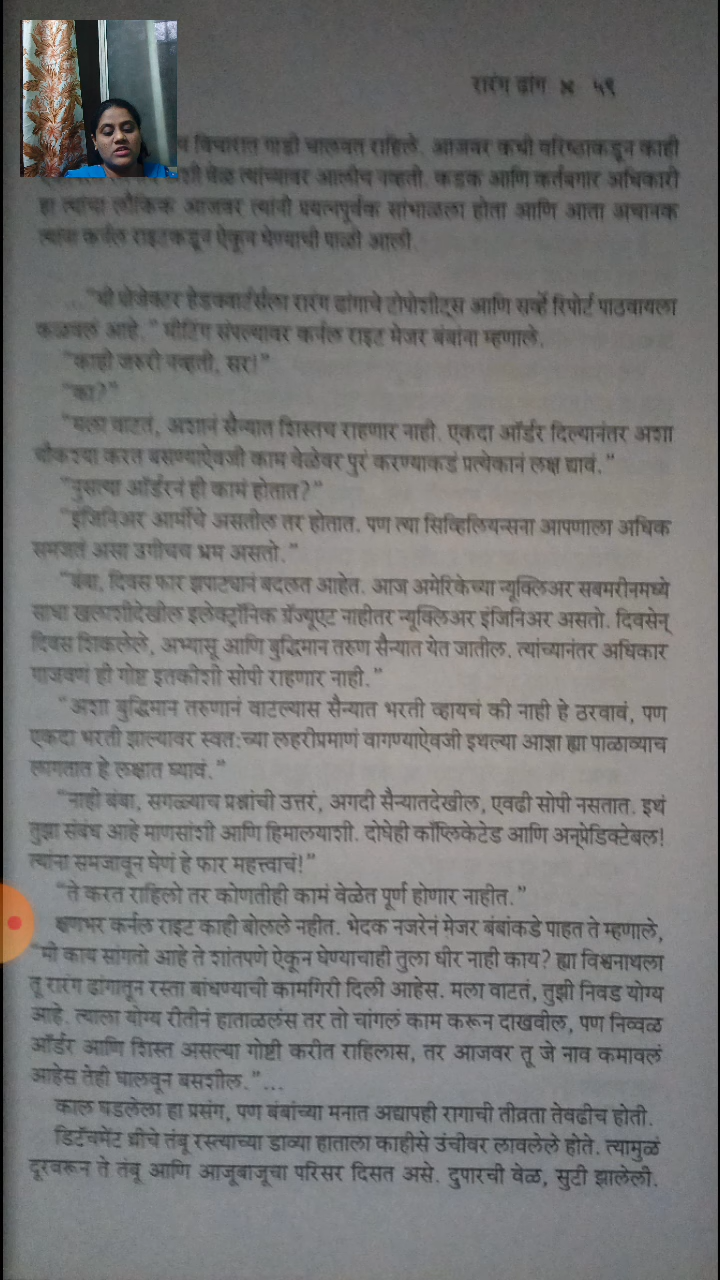 रारंग ढांग × ५९
विचारात गाडी चालवत राहिले. आजवर कधी वरिष्ठांकडून काही
वेळ त्यांच्यावर आलीच नव्हती. कडक आणि कर्तबगार अधिकारी
हा त्यांचा लौकिक आजवर त्यांनी प्रयत्नपूर्वक सांभाळला होता आणि आता अचानक
त्यांना कर्नल राइटकडून ऐकून घेण्याची पाळी आली.
...“मी प्रोजेक्टर हेडक्वार्टर्सला रारंग ढांगाचे टोपोशीट्स आणि सर्व्हे रिपोर्ट पाठवायला
कळवलं आहे.” मीटिंग संपल्यावर कर्नल राइट मेजर बंबांना म्हणाले.
“काही जरुरी नव्हती, सर!”
“का?”
“मला वाटतं, अशानं सैन्यात शिस्तच राहणार नाही. एकदा ऑर्डर दिल्यानंतर अशा
चौकश्या करत बसण्याऐवजी काम वेळेवर पुरं करण्याकडं प्रत्येकानं लक्ष द्यावं.”
“नुसत्या ऑर्डरनं ही कामं होतात?”
“इंजिनिअर आर्मीचे असतील तर होतात. पण त्या सिव्हिलियन्सना आपणाला अधिक
समजतं असा उगीचच भ्रम असतो.”
“बंबा, दिवस फार झपाट्यानं बदलत आहेत. आज अमेरिकेच्या न्यूक्लिअर सबमरीनमध्ये
साधा खलाशीदेखील इलेक्ट्रॉनिक ग्रॅज्यूएट नाहीतर न्यूक्लिअर इंजिनिअर असतो. दिवसेन्
दिवस शिकलेले, अभ्यासू आणि बुद्धिमान तरुण सैन्यात येत जातील. त्यांच्यानंतर अधिकार
गाजवणं ही गोष्ट इतकीशी सोपी राहणार नाही.”
“अशा बुद्धिमान तरुणानं वाटल्यास सैन्यात भरती व्हायचं की नाही हे ठरवावं, पण
एकदा भरती झाल्यावर स्वत:च्या लहरीप्रमाणं वागण्याऐवजी इथल्या आज्ञा ह्या पाळाव्याच
लागतात हे लक्षात घ्यावं.”
“नाही बंबा, सगळ्याच प्रश्नांची उत्तरं, अगदी सैन्यातदेखील, एवढी सोपी नसतात. इथं
तुझा संबंध आहे माणसांशी आणि हिमालयाशी. दोघेही कॉंप्लिकेटेड आणि अन्‌प्रेडिक्टेबल!
त्यांना समजावून घेणं हे फार महत्त्वाचं!”
“ते करत राहिलो तर कोणतीही कामं वेळेत पूर्ण होणार नाहीत.”
क्षणभर कर्नल राइट काही बोलले नहीत. भेदक नजरेनं मेजर बंबांकडे पाहत ते म्हणाले,
“मी काय सांगतो आहे ते शांतपणे ऐकून घेण्याचाही तुला धीर नाही काय? ह्या विश्वनाथला
तू रारंग ढांगातून रस्ता बांधण्याची कामगिरी दिली आहेस. मला वाटतं, तुझी निवड योग्य
आहे. त्याला योग्य रीतीनं हाताळलंस तर तो चांगलं काम करून दाखवील, पण निव्वळ
ऑर्डर आणि शिस्त असल्या गोष्टी करीत राहिलास, तर आजवर तू जे नाव कमावलं
आहेस तेही घालवून बसशील.”...
काल घडलेला हा प्रसंग, पण बंबांच्या मनात अद्यापही रागाची तीव्रता तेवढीच होती.
डिटॅचमेंट थ्रीचे तंबू रस्त्याच्या डाव्या हाताला काहीसे उंचीवर लावलेले होते. त्यामुळं
दूरवरून ते तंबू आणि आजूबाजूचा परिसर दिसत असे. दुपारची वेळ, सुटी झालेली.